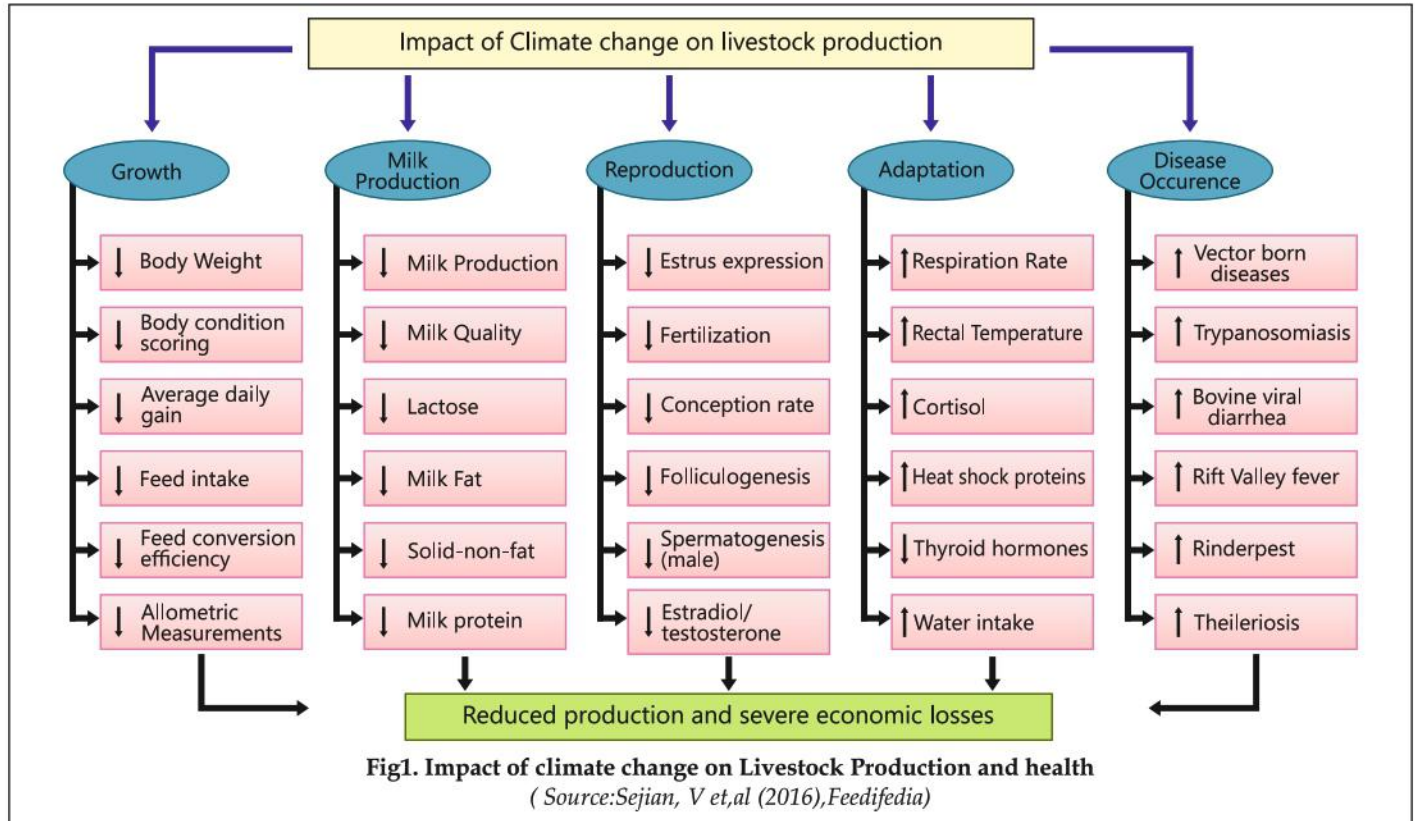 Impact of Climate change on livestock production
Growth
Body Weight
Body condition
scoring
Average daily
gain
Feed intake
Feed conversion
efficiency
Allometric
Measurements
Milk
Production
Milk Production
Milk Quality
Lactose
Milk Fat
Solid-non-fat
Milk protein
Reproduction
Estrus expression
Fertilization
Conception rate
Folliculogenesis
Spermatogenesis
(male)
Estradiol/
testosterone
Adaptation
Respiration Rate
Rectal Temperature
Cortisol
Heat shock proteins
Thyroid hormones
Water intake
Disease
Occurence
Vector born
diseases
Trypanosomiasis
Bovine viral
diarrhea
Rift Valley fever
Rinderpest
Theileriosis
Reduced production and severe economic losses
Fig1. Impact of climate change on Livestock Production and health
( Source:Sejian, V et,al (2016),Feedifedia)